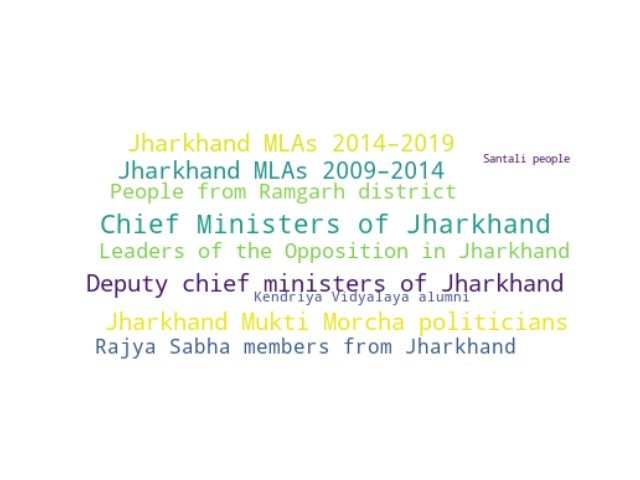 Jharkhand MLAs 2014–2019
Santali people
Jharkhand MLAs 2009–2014
People from Ramgarh district
Chief Ministers of Jharkhand
Leaders of the Opposition in Jharkhand
Deputy chief ministers of Jharkhand
Kendriya Vidyalaya alumni
Jharkhand Mukti Morcha politicians
Rajya Sabha members from Jharkhand